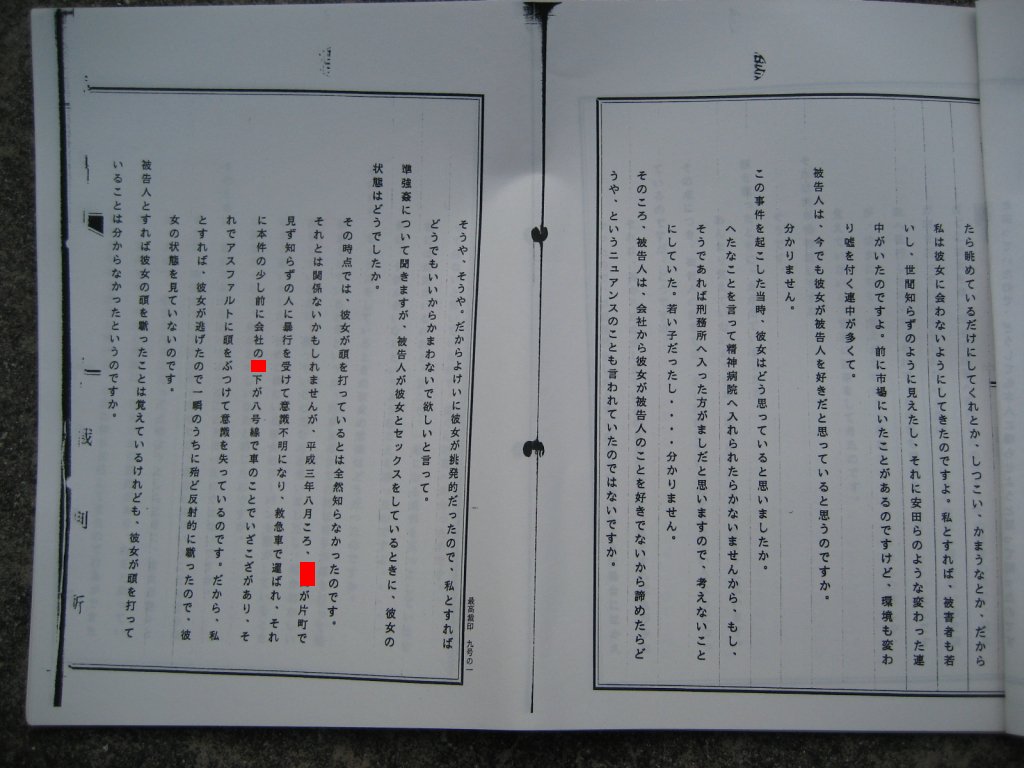 たら眺めているだけにしてくれとか、しつこい、かまうなとか、だから
私は彼女に会わないようにしてきたのですよ。私とすれば、被害者も若
いし、世間知らずのように見えたし、それに安田らのような変わった連
中がいたのですよ。前に市場にいたことがあるのですけど、環境も変わ
り嘘を付く連中が多くて。
被告人は、今でも彼女が被告人を好きだと思っていると思うのですか。
分かりません。
この事件を起こした当時、彼女はどう思っていると思いましたか。
へたなことを言って精神病院へ入れられたらかないませんから、もし、
そうであれば刑務所へ入った方がましだと思いますので、考えないこと
にしていた。若い子だったし・・・・分かりません。
そのころ、被告人は、会社から彼女が被告人のことを好きでないから諦めたらど
うや、というニュアンスのことも言われていたのではないですか。
最高裁印 九号の一
そうや、そうや。だからよけいに彼女が挑発的だったので、私とすれば
どうでもいいからかまわないで欲しいと言って。
準強姦について聞きますが、被告人が彼女とセックスをしているときに、彼女の
状態はどうでしたか。
その時点では、彼女が頭を打っているとは全然知らなかったのです。
それとは関係ないかもしれませんが、平成三年八月ころ、が片町で
見ず知らずの人に暴行を受けて意識不明になり、救急車で運ばれ、それ
に本件の少し前に会社の下が八号線で車のことでいざこざがあり、そ
れでアスファルトに頭をぶつけて意識を失っているのです。だから、私
とすれば、彼女が逃げたので一瞬のうちに殆ど反射的に蹴ったので、彼
女の状態を見ていないのです。
被告人とすれば彼女の頭を蹴ったことは覚えているけれども、彼女が頭を打って
いることは分からなかったというのですか。
裁判所